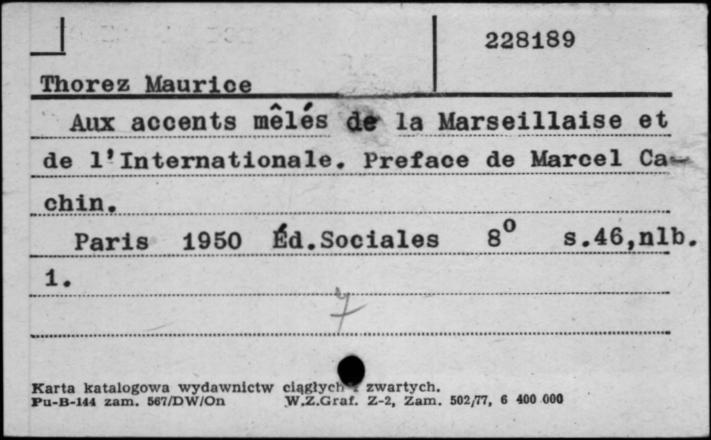 228189
Thorez Maurice
Aux accents mêlés de la Marseillaise et
de l'Internationale. Preface de Marcel Ca-
chin.
Paris 1950 Éd.Sociales 8° s.46,nlb.
1.
7
Karta katalogowa wydawnictw ciągłych i zwartych.
Pu-B-144 zam. 567/DW/On W.Z.Graf. Z-2, Zam. 502/77, 6 400 000